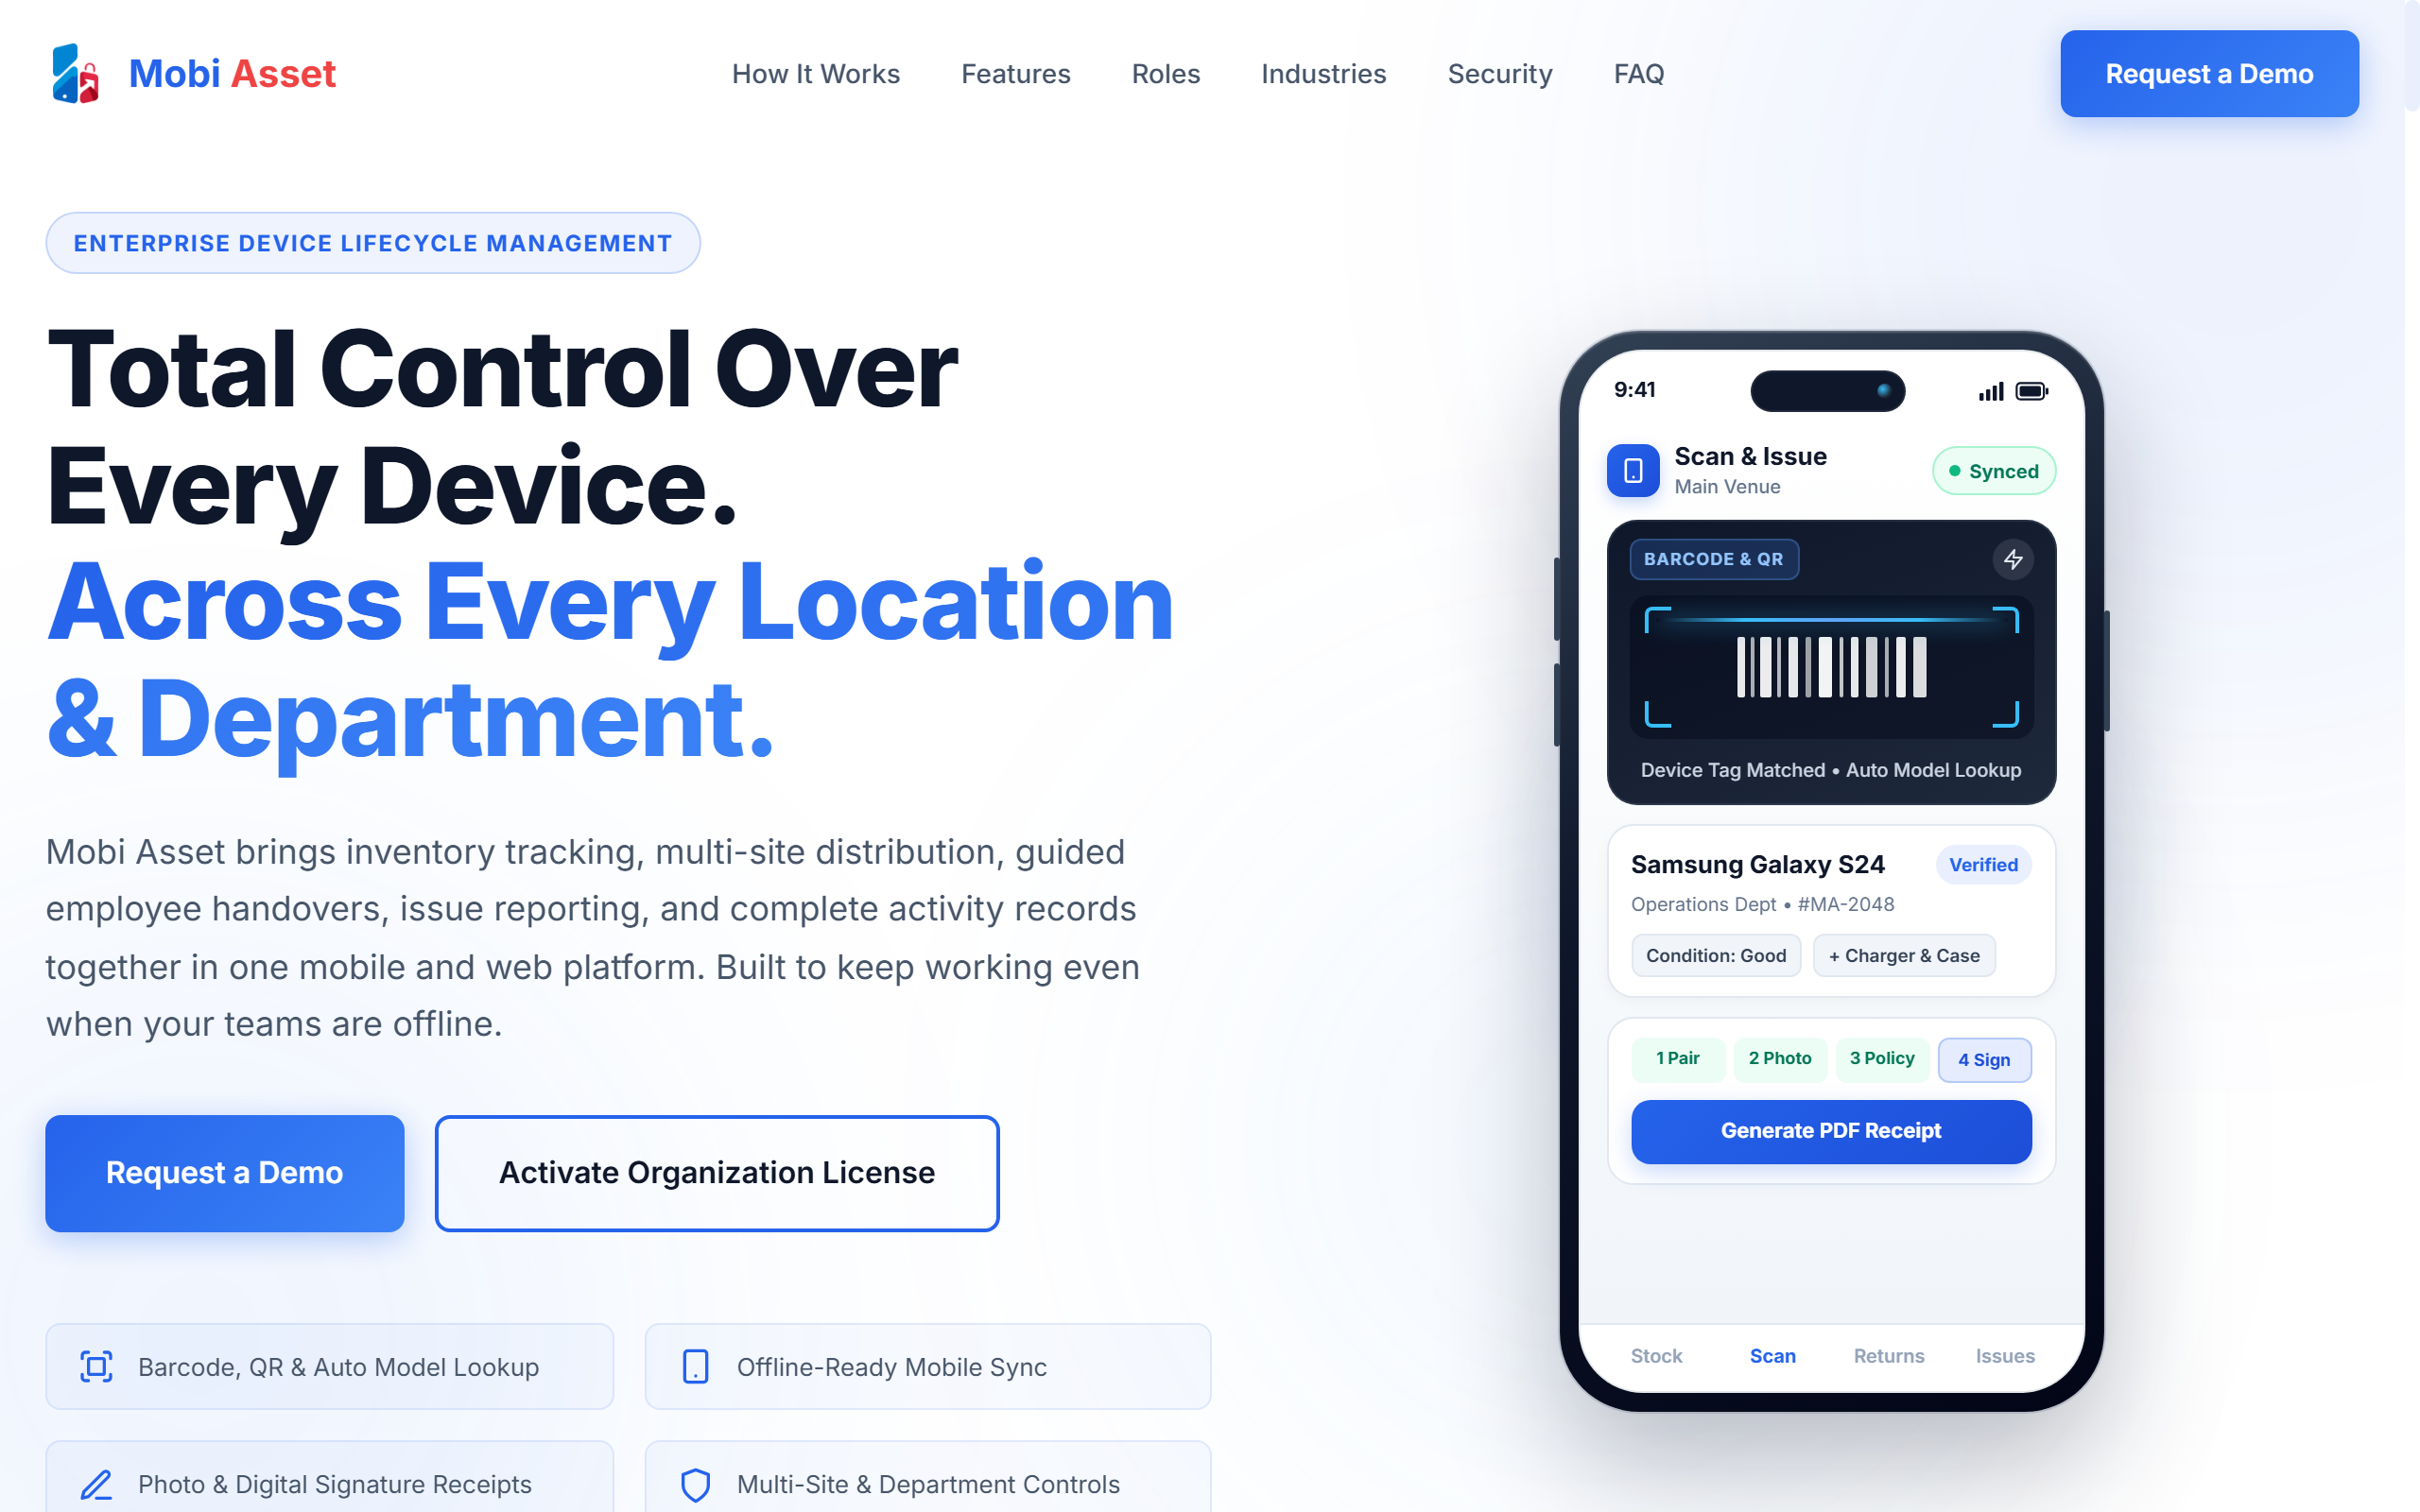 Mobi Asset
How It Works
Features
Roles
Industries
Security
FAQ
Request a Demo
ENTERPRISE DEVICE LIFECYCLE MANAGEMENT
Total Control Over
Every Device.
Across Every Location
& Department.
Mobi Asset brings inventory tracking, multi-site distribution, guided
employee handovers, issue reporting, and complete activity records
together in one mobile and web platform. Built to keep working even
when your teams are offline.
Request a Demo
Activate Organization License
Barcode, QR & Auto Model Lookup
Offline-Ready Mobile Sync
Photo & Digital Signature Receipts
Multi-Site & Department Controls
9:41
Scan & Issue
Main Venue
Synced
BARCODE & QR
Device Tag Matched • Auto Model Lookup
Samsung Galaxy S24
Verified
Operations Dept • #MA-2048
Condition: Good
+ Charger & Case
1 Pair
2 Photo
3 Policy
4 Sign
Generate PDF Receipt
Stock
Scan
Returns
Issues